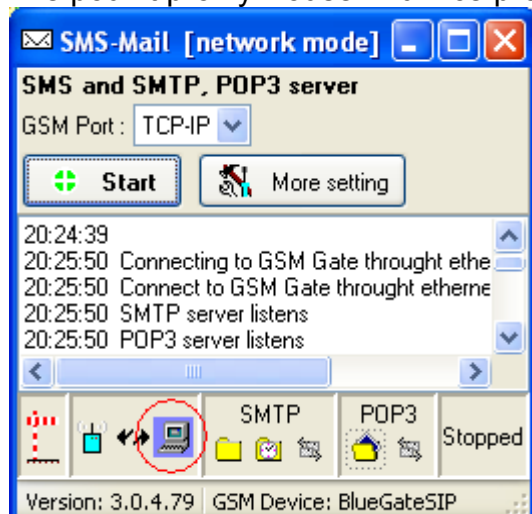 SMS-Mail [network mode]
SMS and SMTP, POP3 server
GSM Port : TCP-IP
Start More setting
20:24:39
20:25:50 Connecting to GSM Gate throught ethe
20:25:50 Connect to GSM Gate throught etherne
20:25:50 SMTP server listens
20:25:50 POP3 server listens
SMTP POP3
Stopped
Version: 3.0.4.79 GSM Device: BlueGateSIP